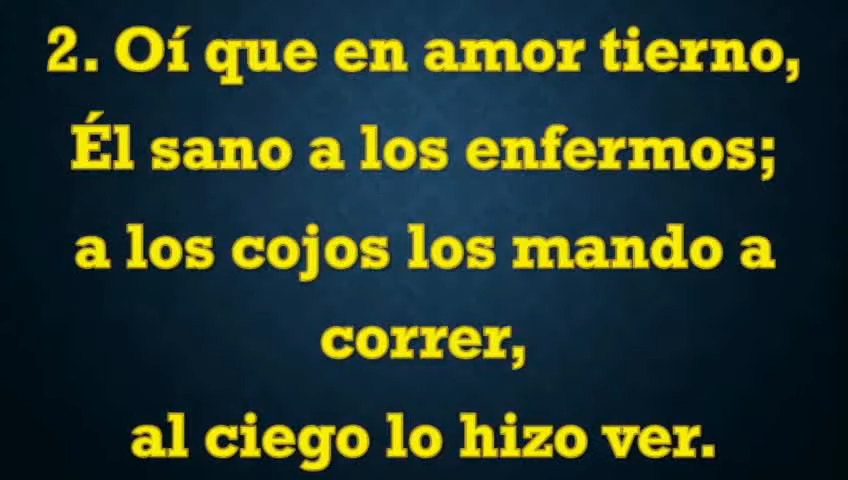 2. Oí que en amor tierno,
Él sano a los enfermos;
a los cojos los mando a
correr,
al ciego lo hizo ver.